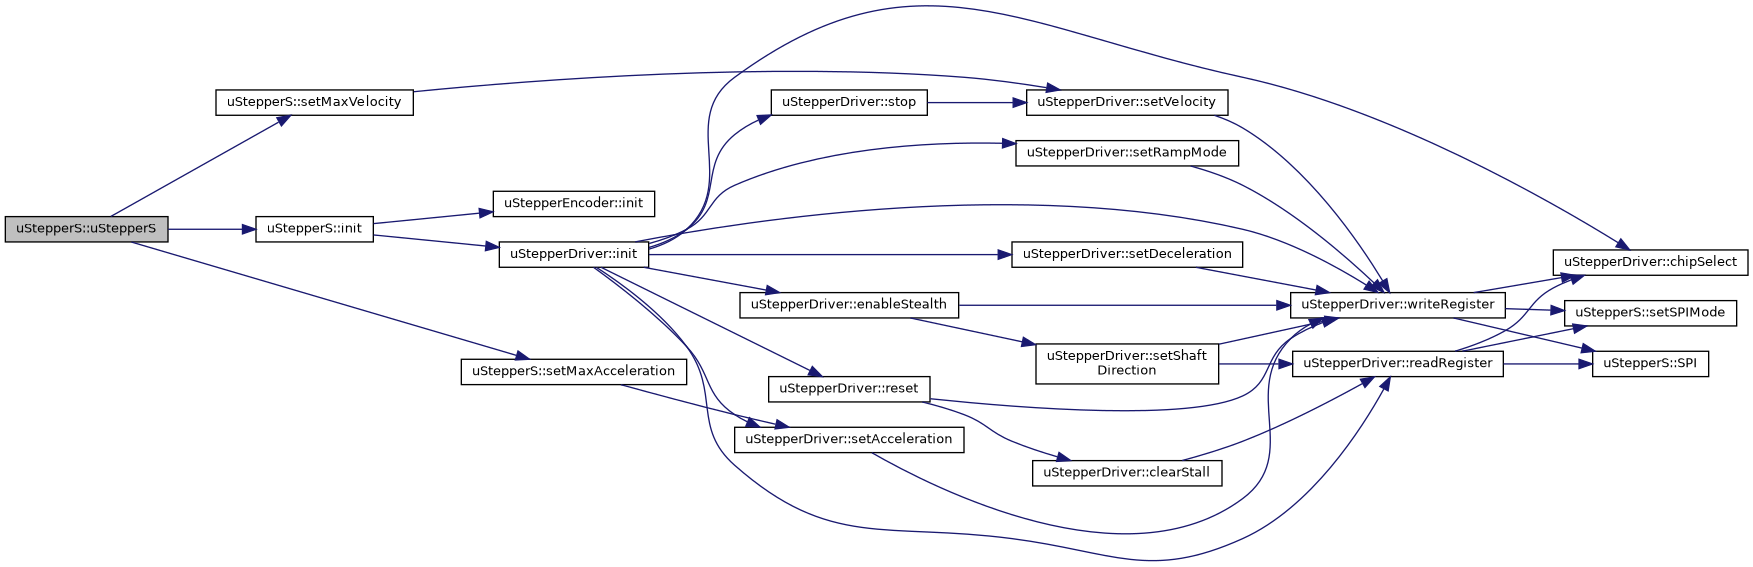 uStepperS::uStepperS
uStepperS::setMaxVelocity
uStepperS::init
uStepperS::setMaxAcceleration
uStepperEncoder::init
uStepperDriver::init
uStepperDriver::stop
uStepperDriver::enableStealth
uStepperDriver::reset
uStepperDriver::setAcceleration
uStepperDriver::setVelocity
uStepperDriver::setRampMode
uStepperDriver::setDeceleration
uStepperDriver::setShaft
Direction
uStepperDriver::clearStall
uStepperDriver::writeRegister
uStepperDriver::readRegister
uStepperDriver::chipSelect
uStepperS::setSPIMode
uStepperS::SPI